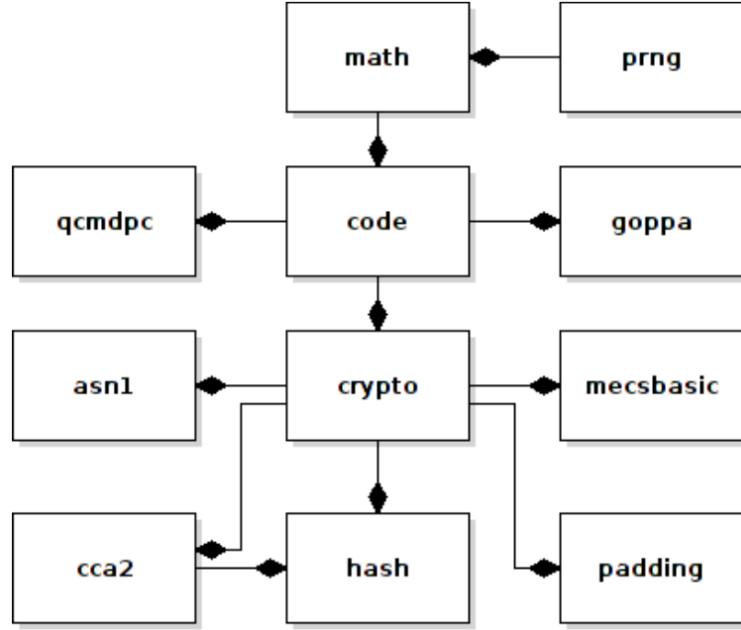 math
prng
qcmdpc
code
goppa
asn1
crypto
mecsbasic
cca2
hash
padding